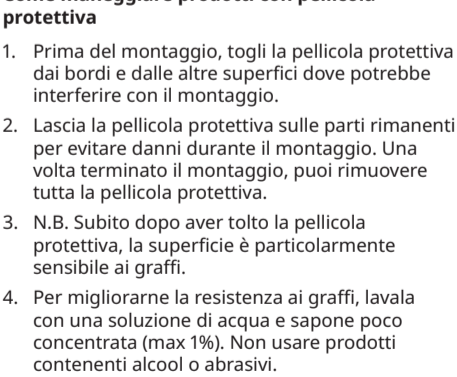 protettiva
1. Prima del montaggio, togli la pellicola protettiva
dai bordi e dalle altre superfici dove potrebbe
interferire con il montaggio.
2. Lascia la pellicola protettiva sulle parti rimanenti
per evitare danni durante il montaggio. Una
volta terminato il montaggio, puoi rimuovere
tutta la pellicola protettiva.
3. N.B. Subito dopo aver tolto la pellicola
protettiva, la superficie è particolarmente
sensibile ai graffi.
4. Per migliorarne la resistenza ai graffi, lavala
con una soluzione di acqua e sapone poco
concentrata (max 1%). Non usare prodotti
contenenti alcool o abrasivi.